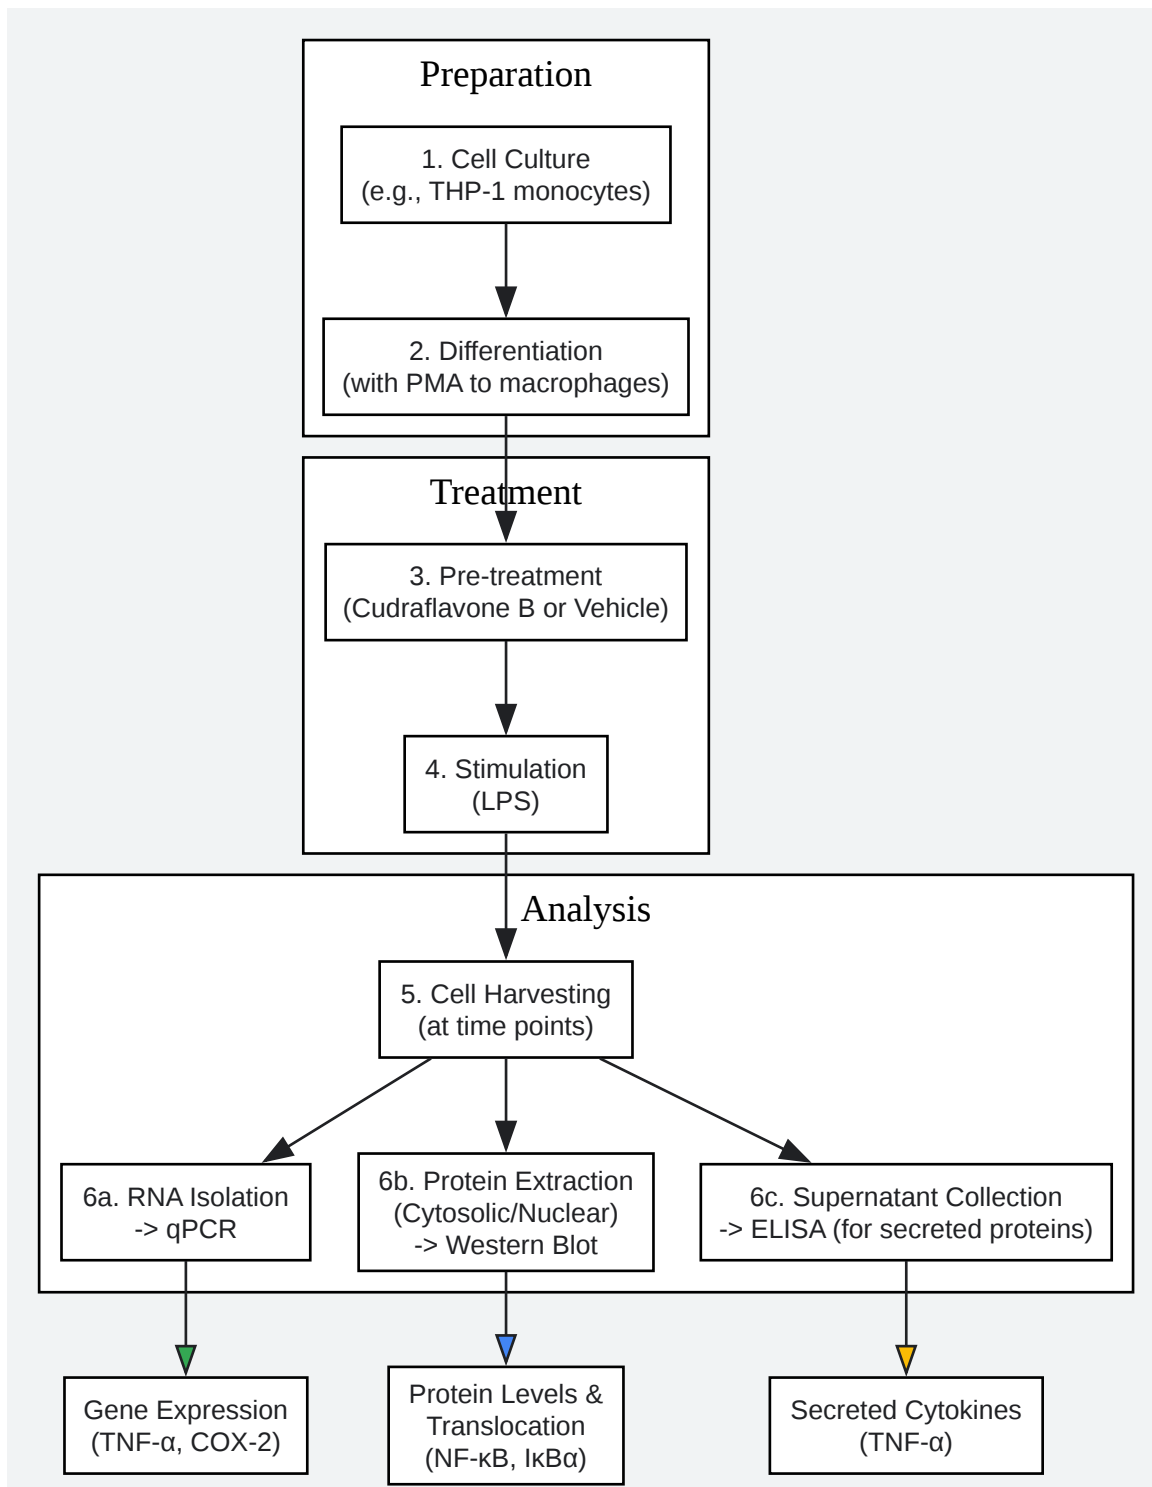 Preparation
1. Cell Culture
(e.g., THP-1 monocytes)
2. Differentiation
(with PMA to macrophages)
Treatment
3. Pre-treatment
(Cudraflavone B or Vehicle)
4. Stimulation
(LPS)
Analysis
5. Cell Harvesting
(at time points)
6a. RNA Isolation
-> qPCR
6b. Protein Extraction
(Cytosolic/Nuclear)
-> Western Blot
6c. Supernatant Collection
-> ELISA (for secreted proteins)
Gene Expression
(TNF-α, COX-2)
Protein Levels &
Translocation
(NF-κB, IκBα)
Secreted Cytokines
(TNF-α)